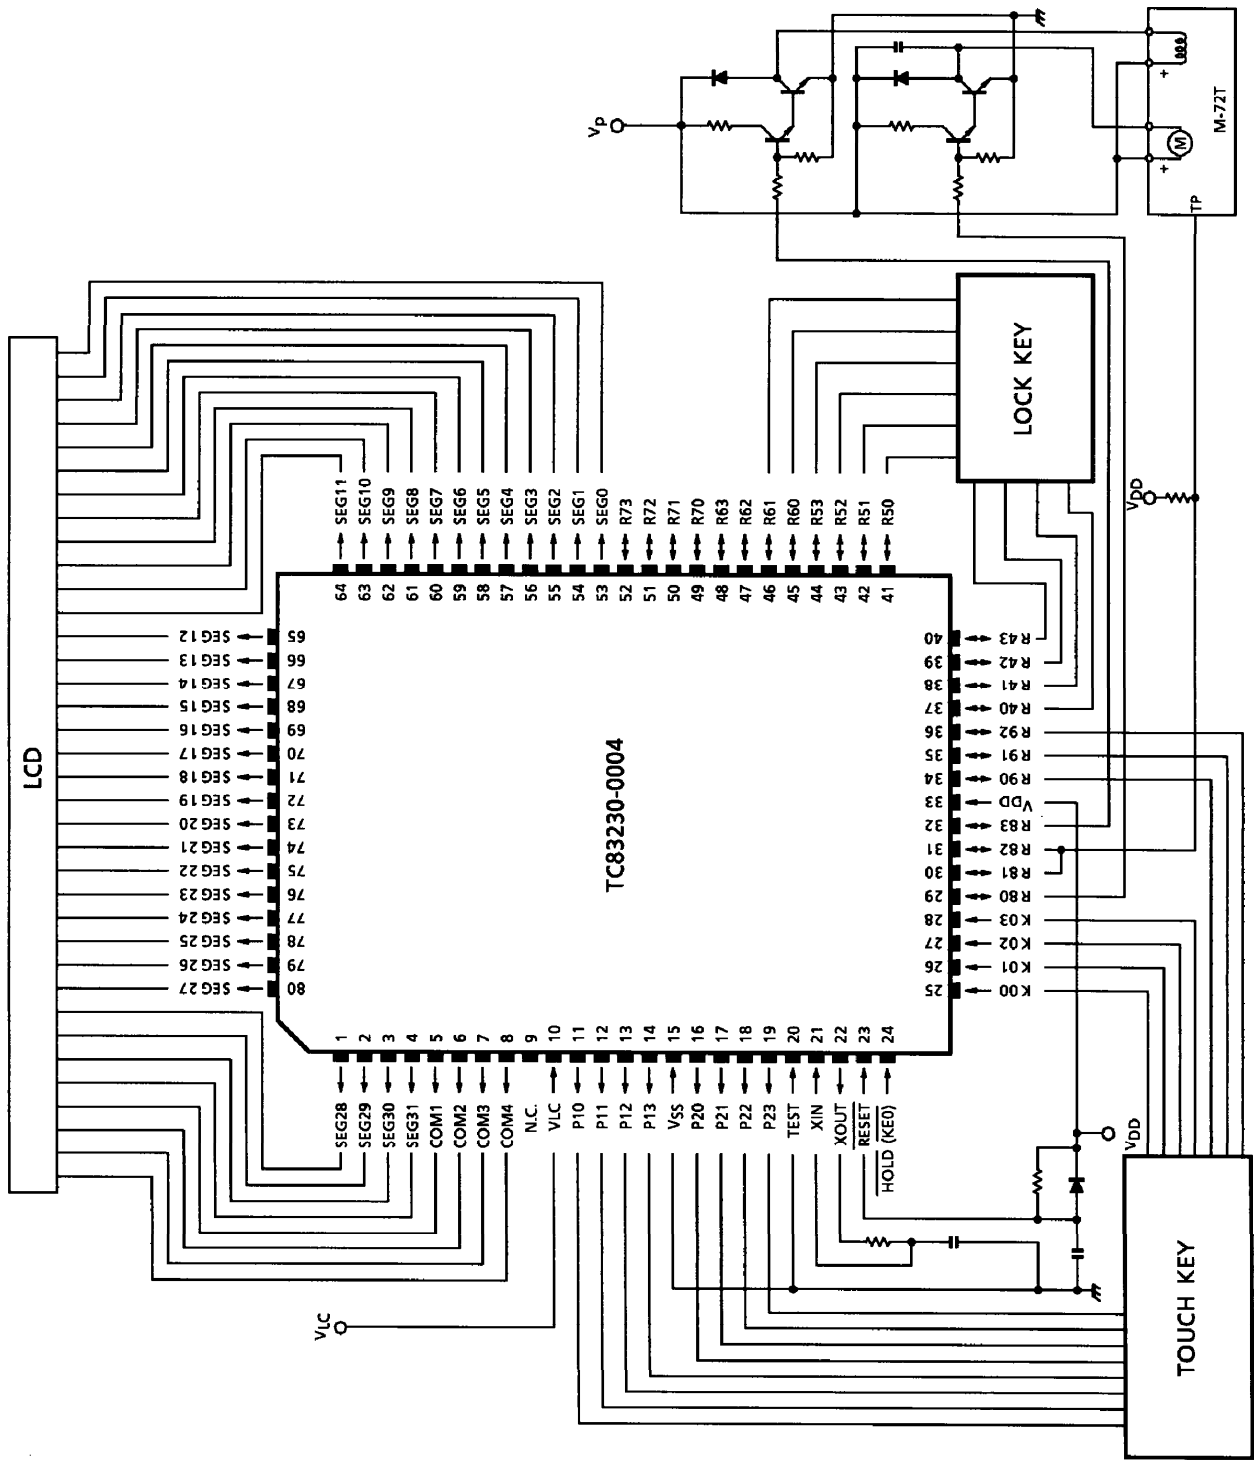 LCD
SEG11 64
SEG10 63
SEG9 62
SEG8 61
SEG7 60
SEG6 59
SEG5 58
SEG4 57
SEG3 56
SEG2 55
SEG1 54
SEG0 53
R73 52
R72 51
R71 50
R70 49
R63 48
R62 47
R61 46
R60 45
R53 44
R52 43
R51 42
R50 41
SEG12 65
SEG13 66
SEG14 67
SEG15 68
SEG16 69
SEG17 70
SEG18 71
SEG19 72
SEG20 73
SEG21 74
SEG22 75
SEG23 76
SEG24 77
SEG25 78
SEG26 79
SEG27 80
TC83230-0004
40 R43
39 R42
38 R41
37 R40
36 R92
35 R91
34 R90
33 VDD
32 R83
31 R82
30 R81
29 R80
28 K03
27 K02
26 K01
25 K00
1 SEG28
2 SEG29
3 SEG30
4 SEG31
5 COM1
6 COM2
7 COM3
8 COM4
9 N.C.
10 VLC
11 P10
12 P11
13 P12
14 P13
15 VSS
16 P20
17 P21
18 P22
19 P23
20 TEST
21 XIN
22 XOUT
23 RESET
24 HOLD (KE0)
VLC
VP
M-72T
+
M
+
TP
LOCK KEY
VDD
VDD
TOUCH KEY